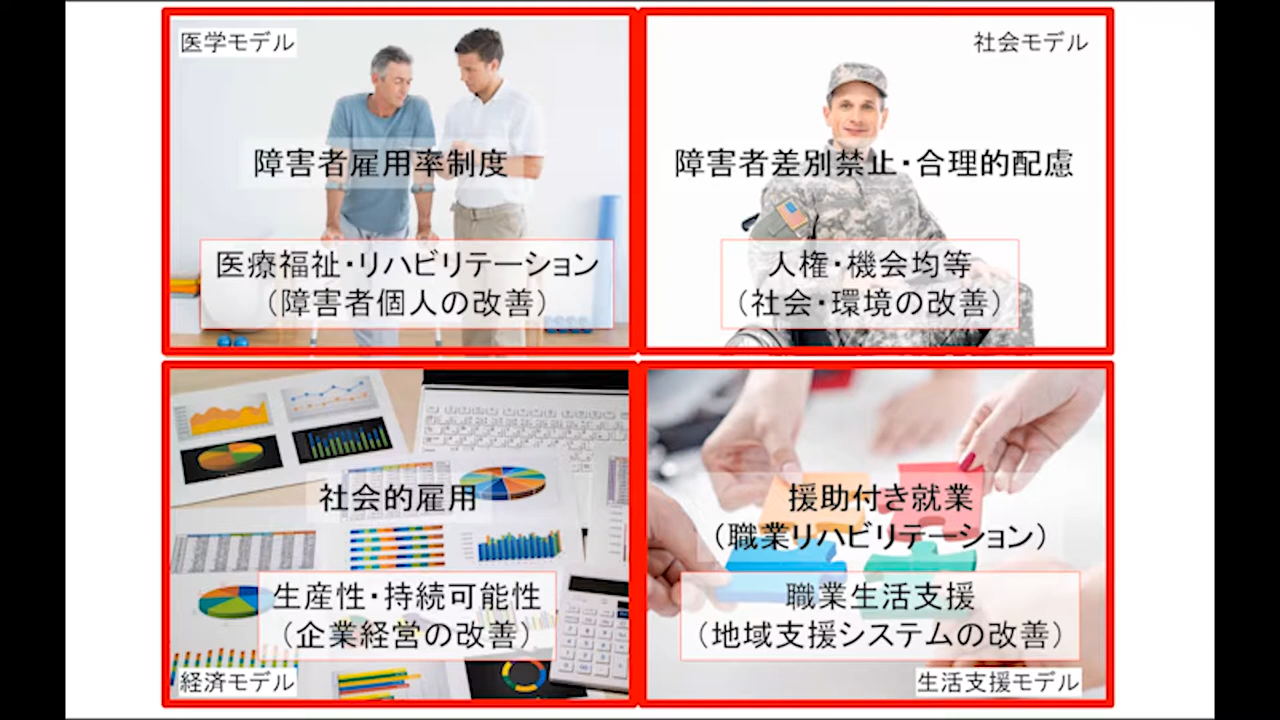 医学モデル
障害者雇用率制度
医療福祉・リハビリテーション
（障害者個人の改善）
社会モデル
障害者差別禁止・合理的配慮
人権・機会均等
（社会・環境の改善）
社会的雇用
生産性・持続可能性
（企業経営の改善）
経済モデル
援助付き就業
（職業リハビリテーション）
職業生活支援
（地域支援システムの改善）
生活支援モデル